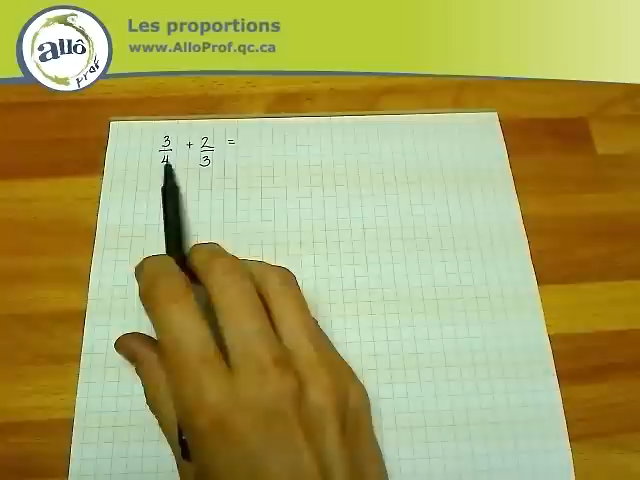 Les proportions
www.AlloProf.qc.ca
allô
prof
3/4 + 2/3 =